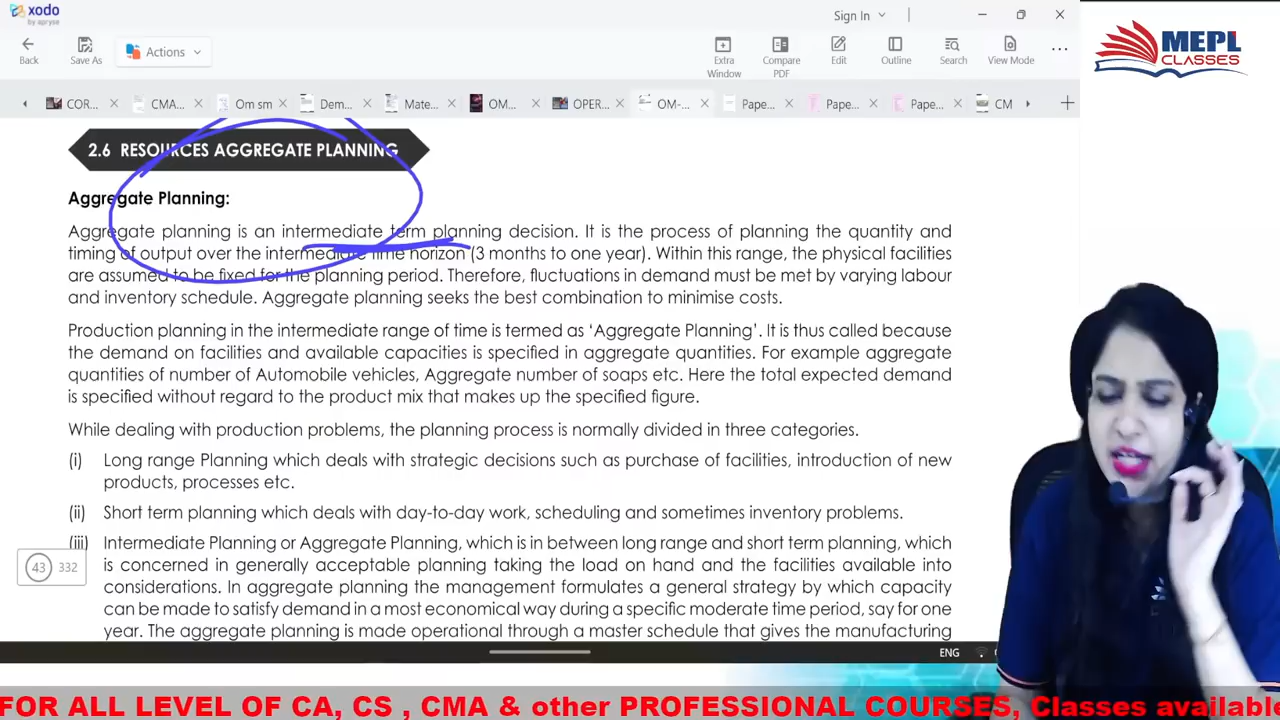 xodo
by apryse
Sign In
Back
Save As
Actions
Extra Window
Compare PDF
Edit
Outline
Search
View Mode
COR...
CMA...
Om sm
Dem...
Mate...
OM...
OPER...
OM-...
Pape...
Pape...
Pape...
CM
MEPL
CLASSES
2.6 RESOURCES AGGREGATE PLANNING
Aggregate Planning:
Aggregate planning is an intermediate term planning decision. It is the process of planning the quantity and
timing of output over the intermediate time horizon (3 months to one year). Within this range, the physical facilities
are assumed to be fixed for the planning period. Therefore, fluctuations in demand must be met by varying labour
and inventory schedule. Aggregate planning seeks the best combination to minimise costs.
Production planning in the intermediate range of time is termed as ‘Aggregate Planning’. It is thus called because
the demand on facilities and available capacities is specified in aggregate quantities. For example aggregate
quantities of number of Automobile vehicles, Aggregate number of soaps etc. Here the total expected demand
is specified without regard to the product mix that makes up the specified figure.
While dealing with production problems, the planning process is normally divided in three categories.
(i) Long range Planning which deals with strategic decisions such as purchase of facilities, introduction of new
products, processes etc.
(ii) Short term planning which deals with day-to-day work, scheduling and sometimes inventory problems.
(iii) Intermediate Planning or Aggregate Planning, which is in between long range and short term planning, which
is concerned in generally acceptable planning taking the load on hand and the facilities available into
considerations. In aggregate planning the management formulates a general strategy by which capacity
can be made to satisfy demand in a most economical way during a specific moderate time period, say for one
year. The aggregate planning is made operational through a master schedule that gives the manufacturing
43 332
ENG
FOR ALL LEVEL OF CA, CS , CMA & other PROFESSIONAL COURSES, Classes available